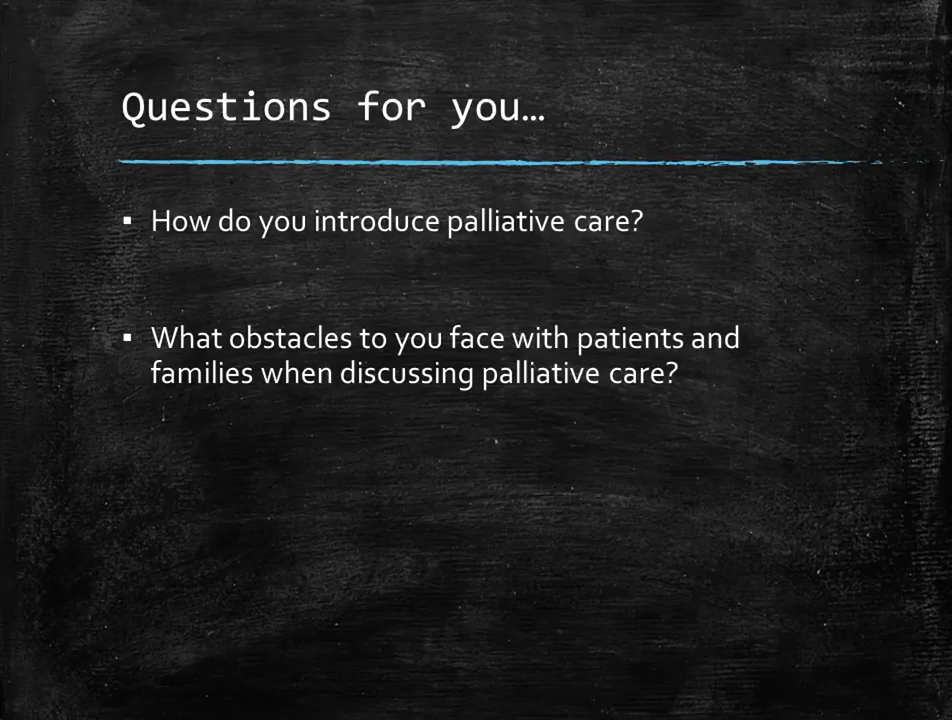 Questions for you…
▪ How do you introduce palliative care?
▪ What obstacles to you face with patients and
families when discussing palliative care?